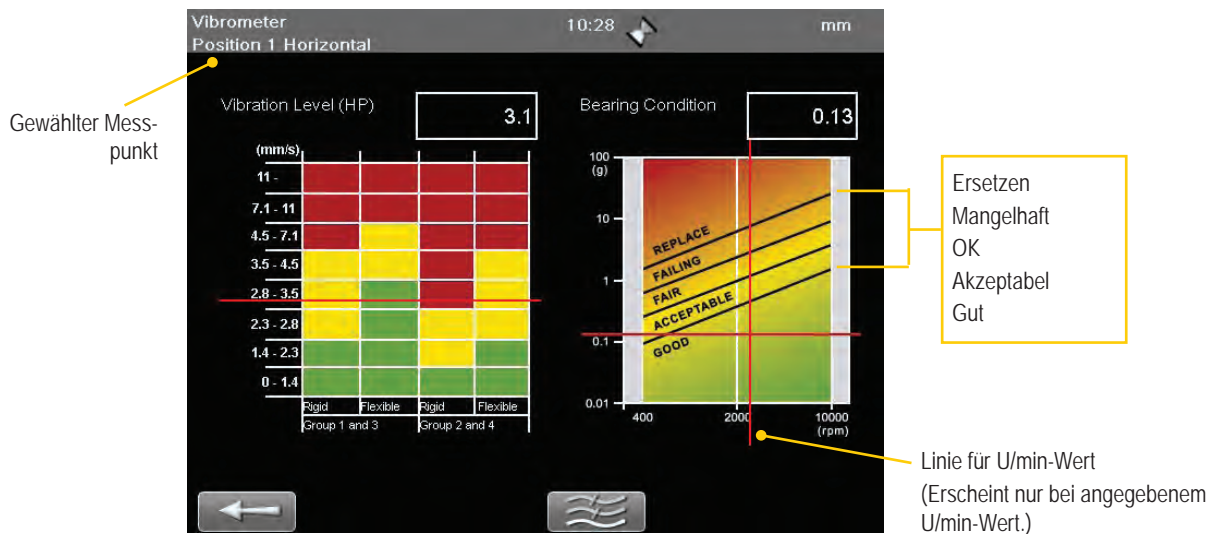 Vibrometer
Position 1 Horizontal
10:28
mm
Gewählter Mess-
punkt
Vibration Level (HP)
3.1
(mm/s)
11 -
7.1 - 11
4.5 - 7.1
3.5 - 4.5
2.8 - 3.5
2.3 - 2.8
1.4 - 2.3
0 - 1.4
Rigid Flexible Rigid Flexible
Group 1 and 3 Group 2 and 4
Bearing Condition
0.13
100
(g)
10
1
0.1
0.01
REPLACE
FAILING
FAIR
ACCEPTABLE
GOOD
400 2000 10000
(rpm)
Ersetzen
Mangelhaft
OK
Akzeptabel
Gut
Linie für U/min-Wert
(Erscheint nur bei angegebenem
U/min-Wert.)